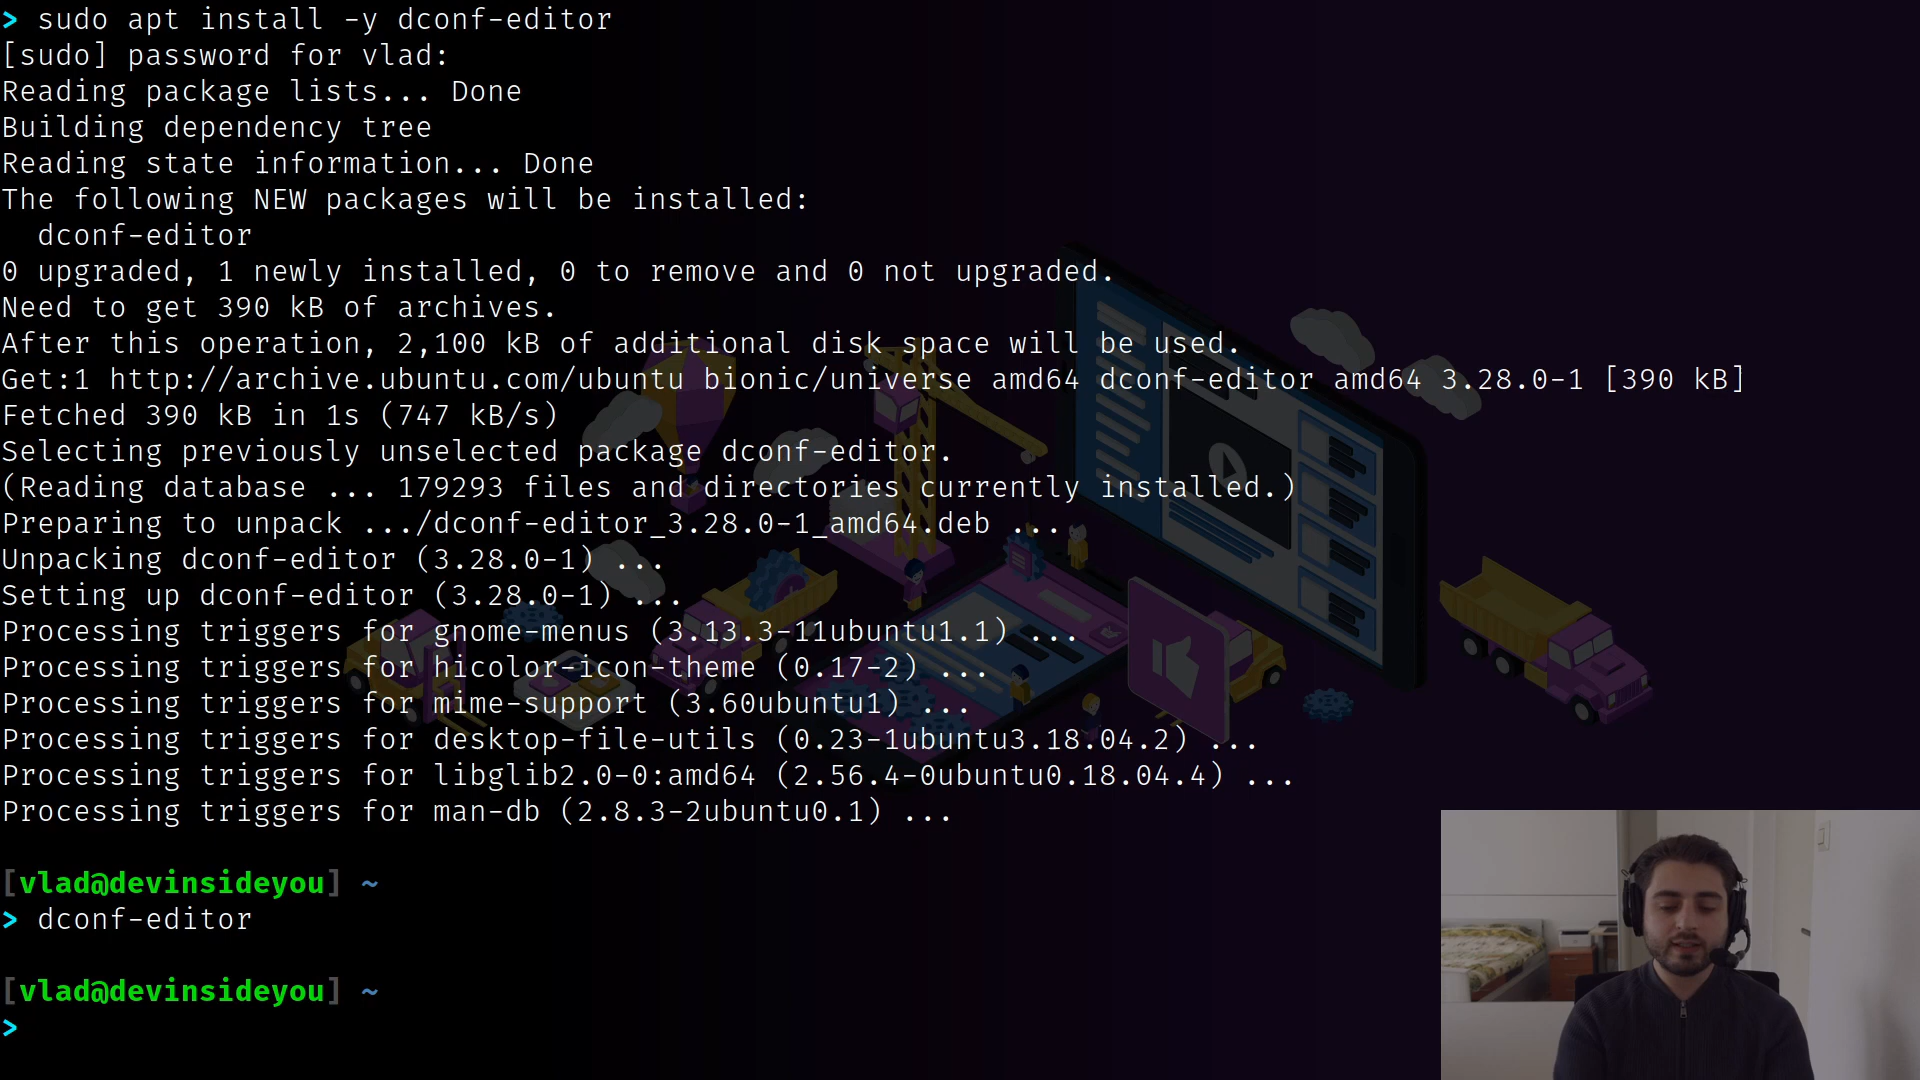 > sudo apt install -y dconf-editor
[sudo] password for vlad:
Reading package lists... Done
Building dependency tree
Reading state information... Done
The following NEW packages will be installed:
  dconf-editor
0 upgraded, 1 newly installed, 0 to remove and 0 not upgraded.
Need to get 390 kB of archives.
After this operation, 2,100 kB of additional disk space will be used.
Get:1 http://archive.ubuntu.com/ubuntu bionic/universe amd64 dconf-editor amd64 3.28.0-1 [390 kB]
Fetched 390 kB in 1s (747 kB/s)
Selecting previously unselected package dconf-editor.
(Reading database ... 179293 files and directories currently installed.)
Preparing to unpack .../dconf-editor_3.28.0-1_amd64.deb ...
Unpacking dconf-editor (3.28.0-1) ...
Setting up dconf-editor (3.28.0-1) ...
Processing triggers for gnome-menus (3.13.3-11ubuntu1.1) ...
Processing triggers for hicolor-icon-theme (0.17-2) ...
Processing triggers for mime-support (3.60ubuntu1) ...
Processing triggers for desktop-file-utils (0.23-1ubuntu3.18.04.2) ...
Processing triggers for libglib2.0-0:amd64 (2.56.4-0ubuntu0.18.04.4) ...
Processing triggers for man-db (2.8.3-2ubuntu0.1) ...
[vlad@devinsideyou] ~
> dconf-editor
[vlad@devinsideyou] ~
>